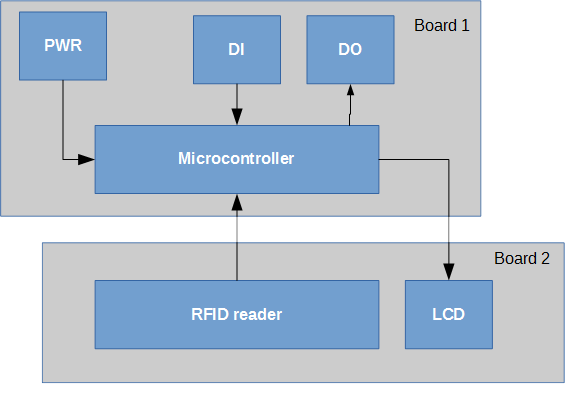 Board 1
PWR
DI
DO
Microcontroller
Board 2
RFID reader
LCD